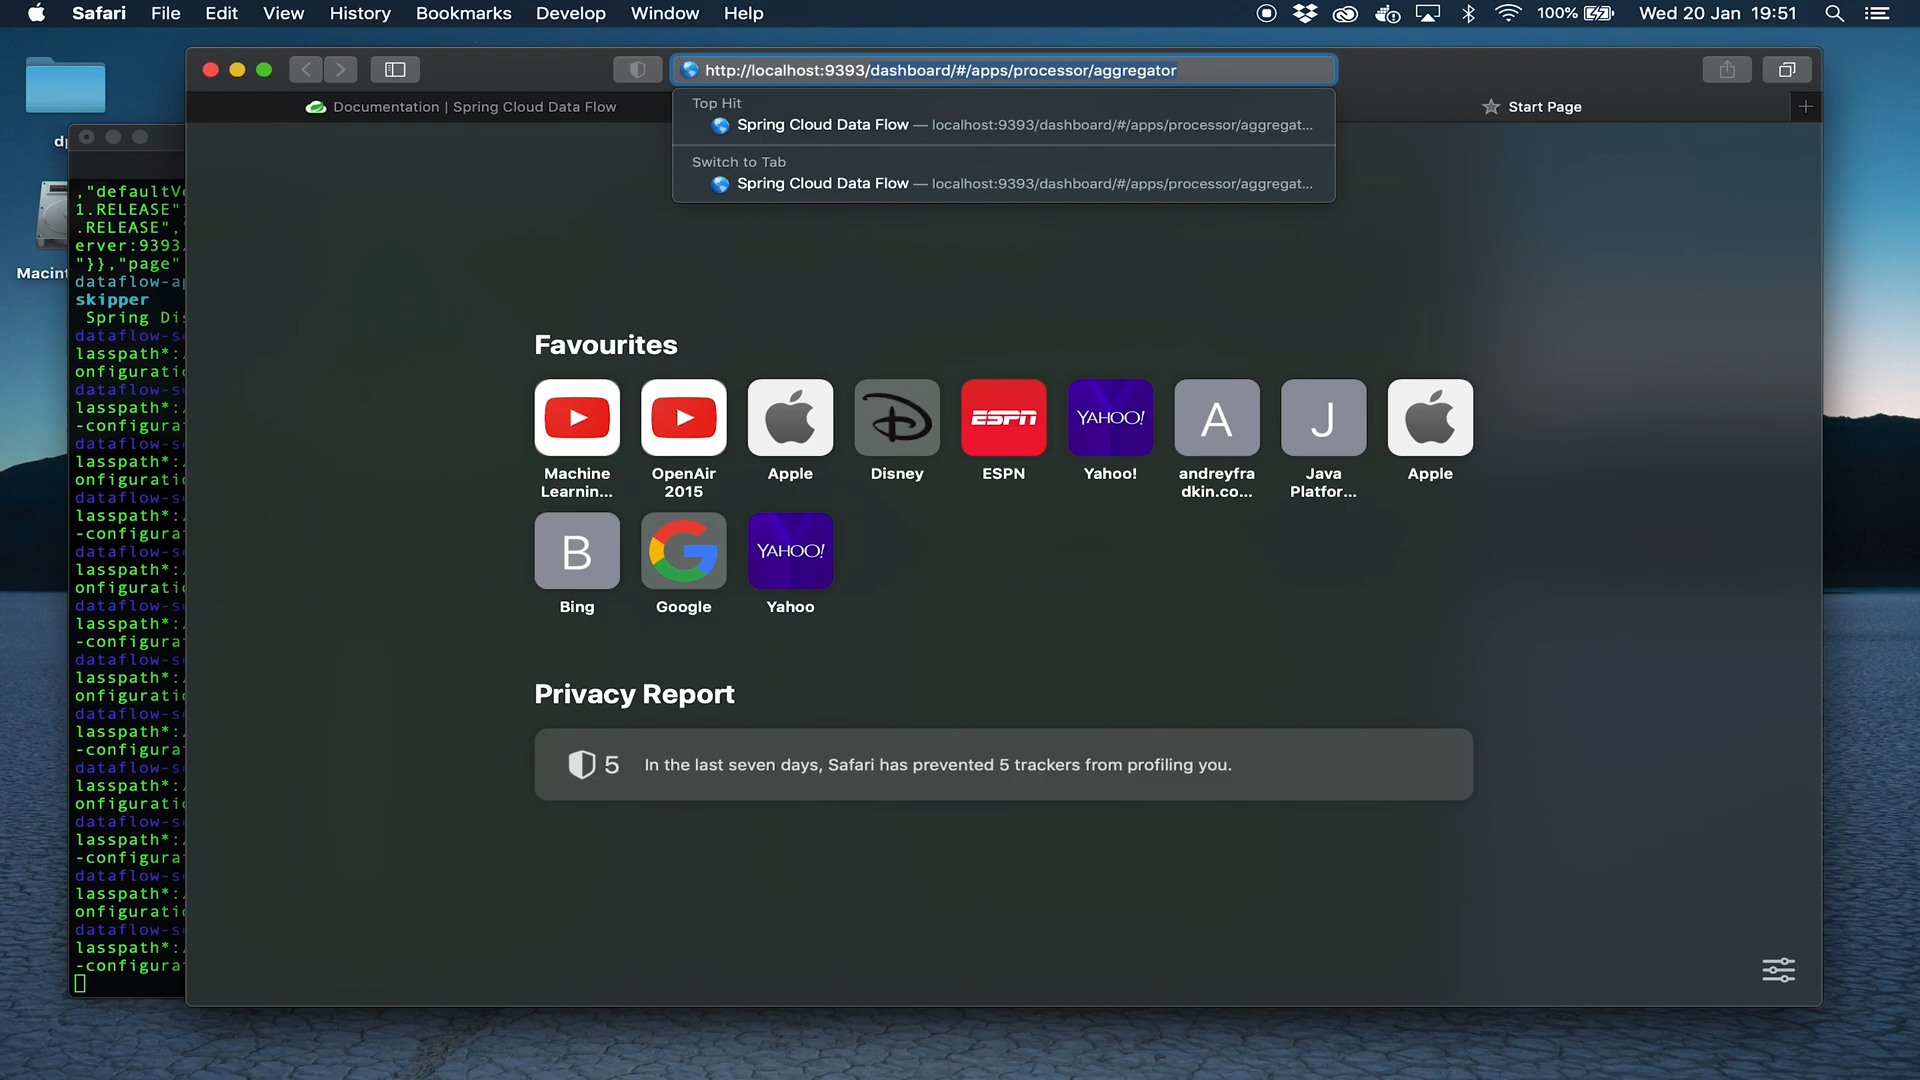 Safari File Edit View History Bookmarks Develop Window Help 100% Wed 20 Jan 19:51
http://localhost:9393/dashboard/#/apps/processor/aggregator
Documentation | Spring Cloud Data Flow
Start Page
Top Hit
Spring Cloud Data Flow — localhost:9393/dashboard/#/apps/processor/aggregat...
Switch to Tab
Spring Cloud Data Flow — localhost:9393/dashboard/#/apps/processor/aggregat...
Favourites
ESPN
YAHOO!
A
J
Machine
Learnin...
OpenAir
2015
Apple
Disney
ESPN
Yahoo!
andreyfra
dkin.co...
Java
Platfor...
Apple
B
YAHOO!
Bing
Google
Yahoo
Privacy Report
5 In the last seven days, Safari has prevented 5 trackers from profiling you.
,"defaultV
1.RELEASE"
.RELEASE",
erver:9393
"}},"page"
dataflow-a
skipper
Spring Di
dataflow-s
lasspath*:
onfigurati
dataflow-s
lasspath*:
-configura
dataflow-s
lasspath*:
onfigurati
dataflow-s
lasspath*:
-configura
dataflow-s
lasspath*:
onfigurati
dataflow-s
lasspath*:
-configura
dataflow-s
lasspath*:
onfigurati
dataflow-s
lasspath*:
-configura
dataflow-s
lasspath*:
onfigurati
dataflow-s
lasspath*:
-configura
dataflow-s
lasspath*:
onfigurati
dataflow-s
lasspath*:
-configura